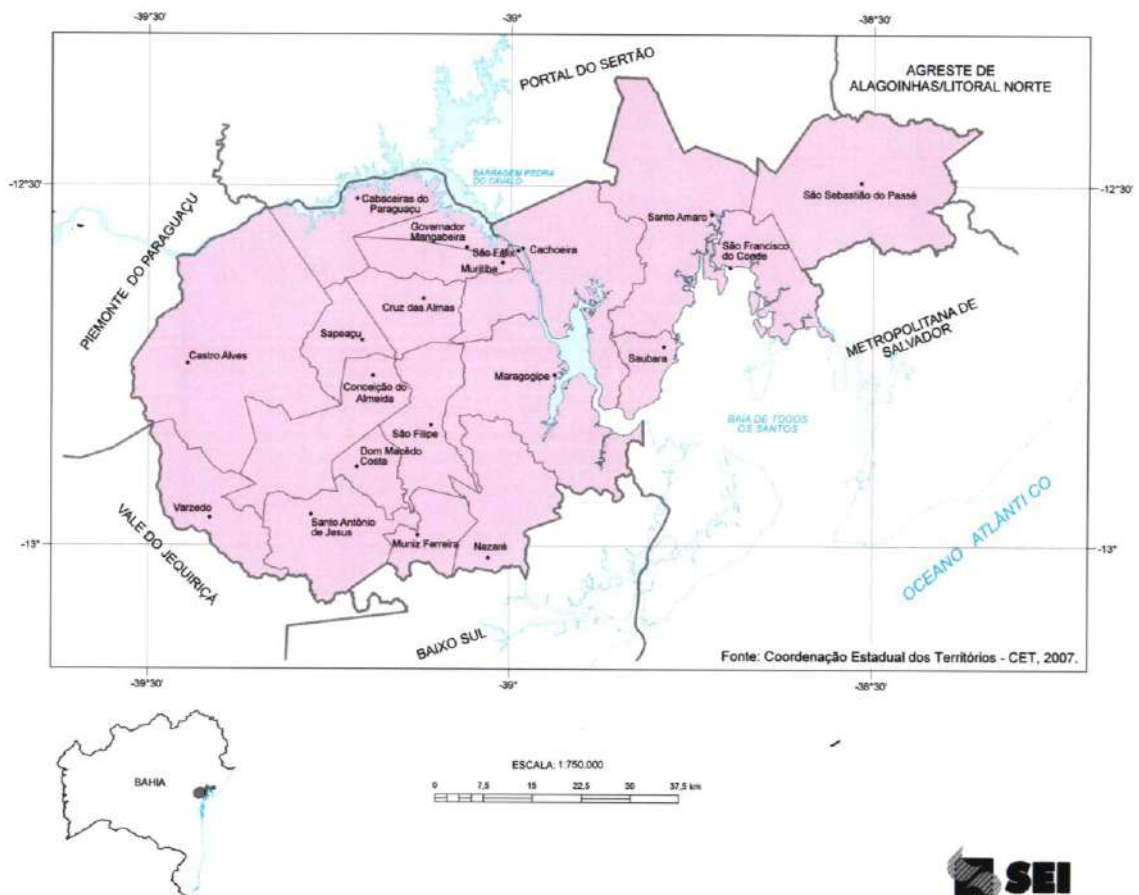 -39°30'
-39°
-38°30'
PORTAL DO SERTÃO
AGRESTE DE
ALAGOINHAS/LITORAL NORTE
-12°30'
-12°30'
BARRAGEM PEDRA
DO CAVALO
Cabaceiras do
Paraguaçu
São Sebastião do Passé
Governador
Mangabeira
Santo Amaro
São Félix
Cachoeira
São Francisco
do Conde
Muritiba
PIEMONTE DO PARAGUAÇU
Cruz das Almas
Sapeaçu
METROPOLITANA DE
SALVADOR
Castro Alves
Saubara
Maragogipe
Conceição do
Almeida
BAÍA DE TODOS
OS SANTOS
São Filipe
Dom Macêdo
Costa
Varzedo
Santo Antônio
de Jesus
Muniz Ferreira
Nazaré
-13°
-13°
VALE DO JEQUIRIÇÁ
OCEANO ATLÂNTICO
BAIXO SUL
Fonte: Coordenação Estadual dos Territórios - CET, 2007.
-39°30'
-39°
-38°30'
BAHIA
ESCALA: 1:750.000
0 7,5 15 22,5 30 37,5 km
SEI